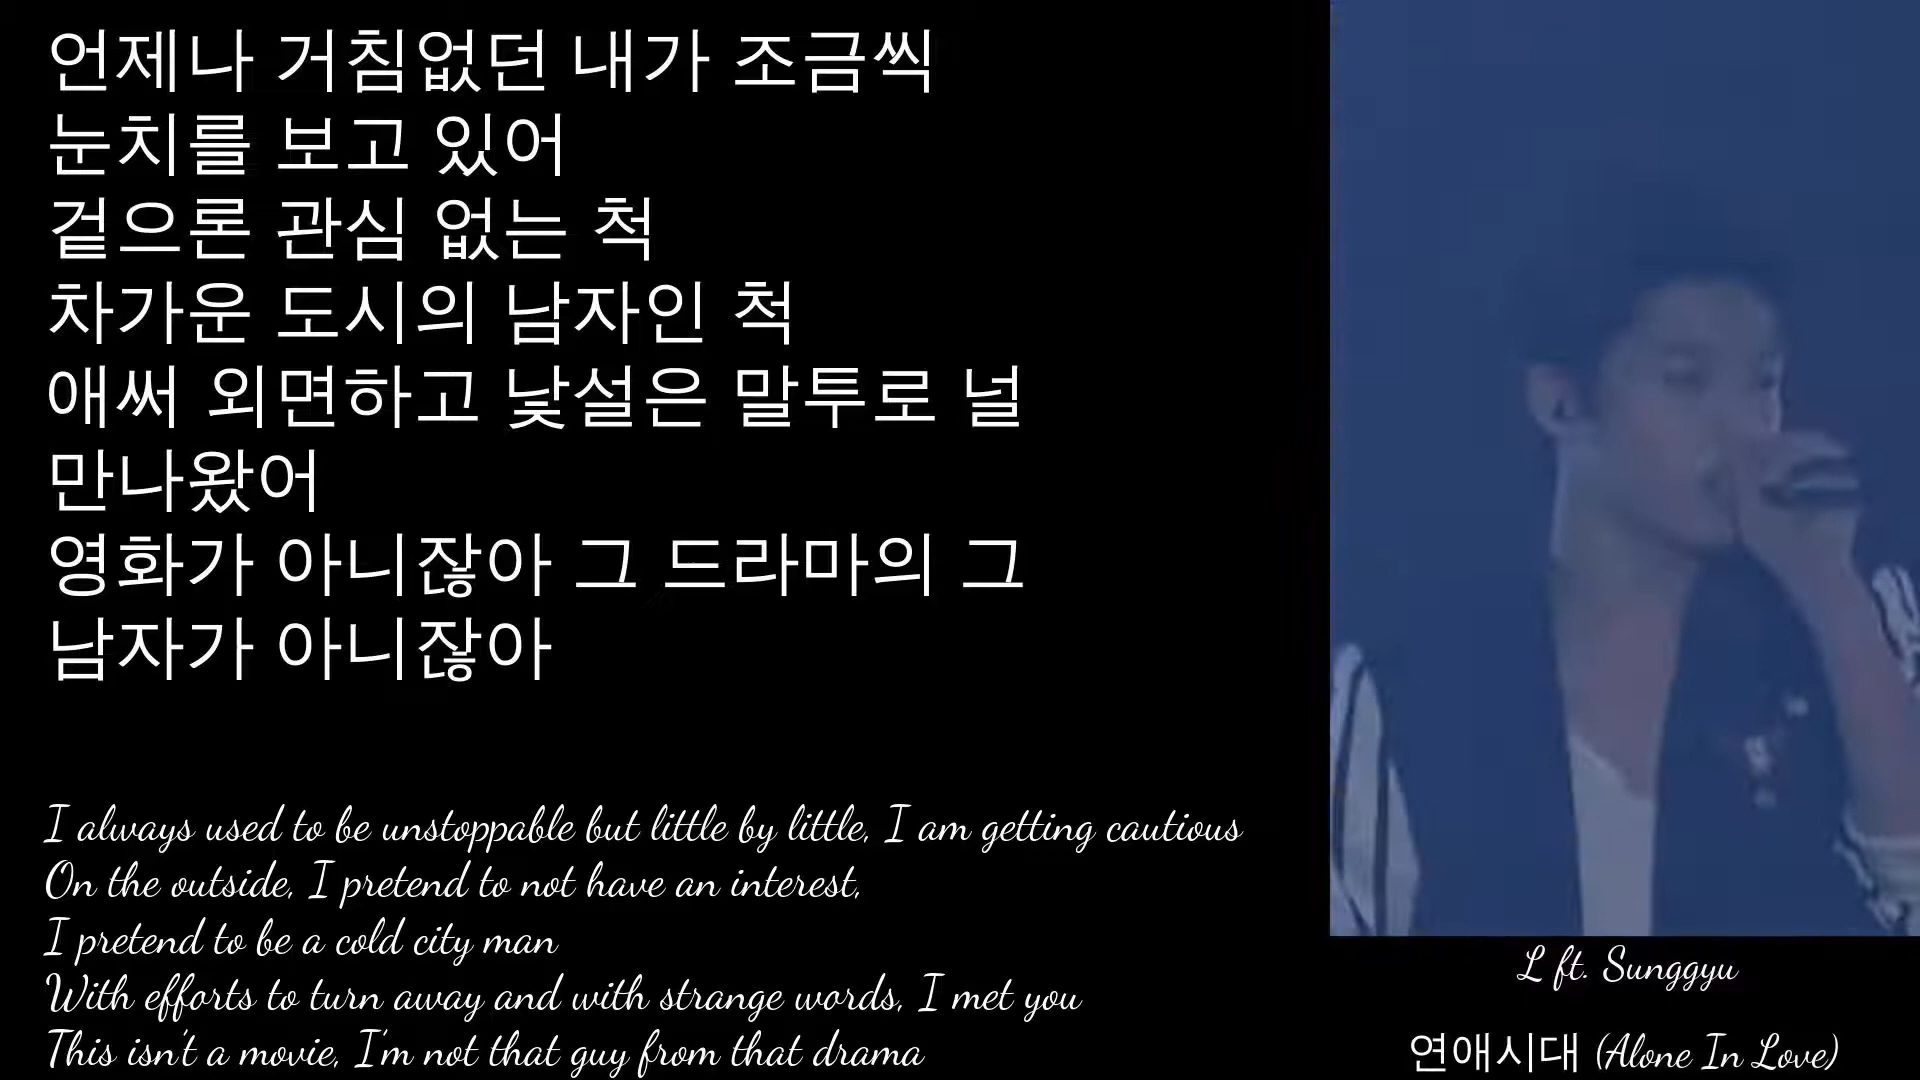 언제나 거침없던 내가 조금씩
눈치를 보고 있어
겉으론 관심 없는 척
차가운 도시의 남자인 척
애써 외면하고 낯설은 말투로 널
만나왔어
영화가 아니잖아 그 드라마의 그
남자가 아니잖아
I always used to be unstoppable but little by little, I am getting cautious
On the outside, I pretend to not have an interest,
I pretend to be a cold city man
With efforts to turn away and with strange words, I met you
This isn't a movie, I'm not that guy from that drama
L ft. Sunggyu
연애시대 (Alone In Love)